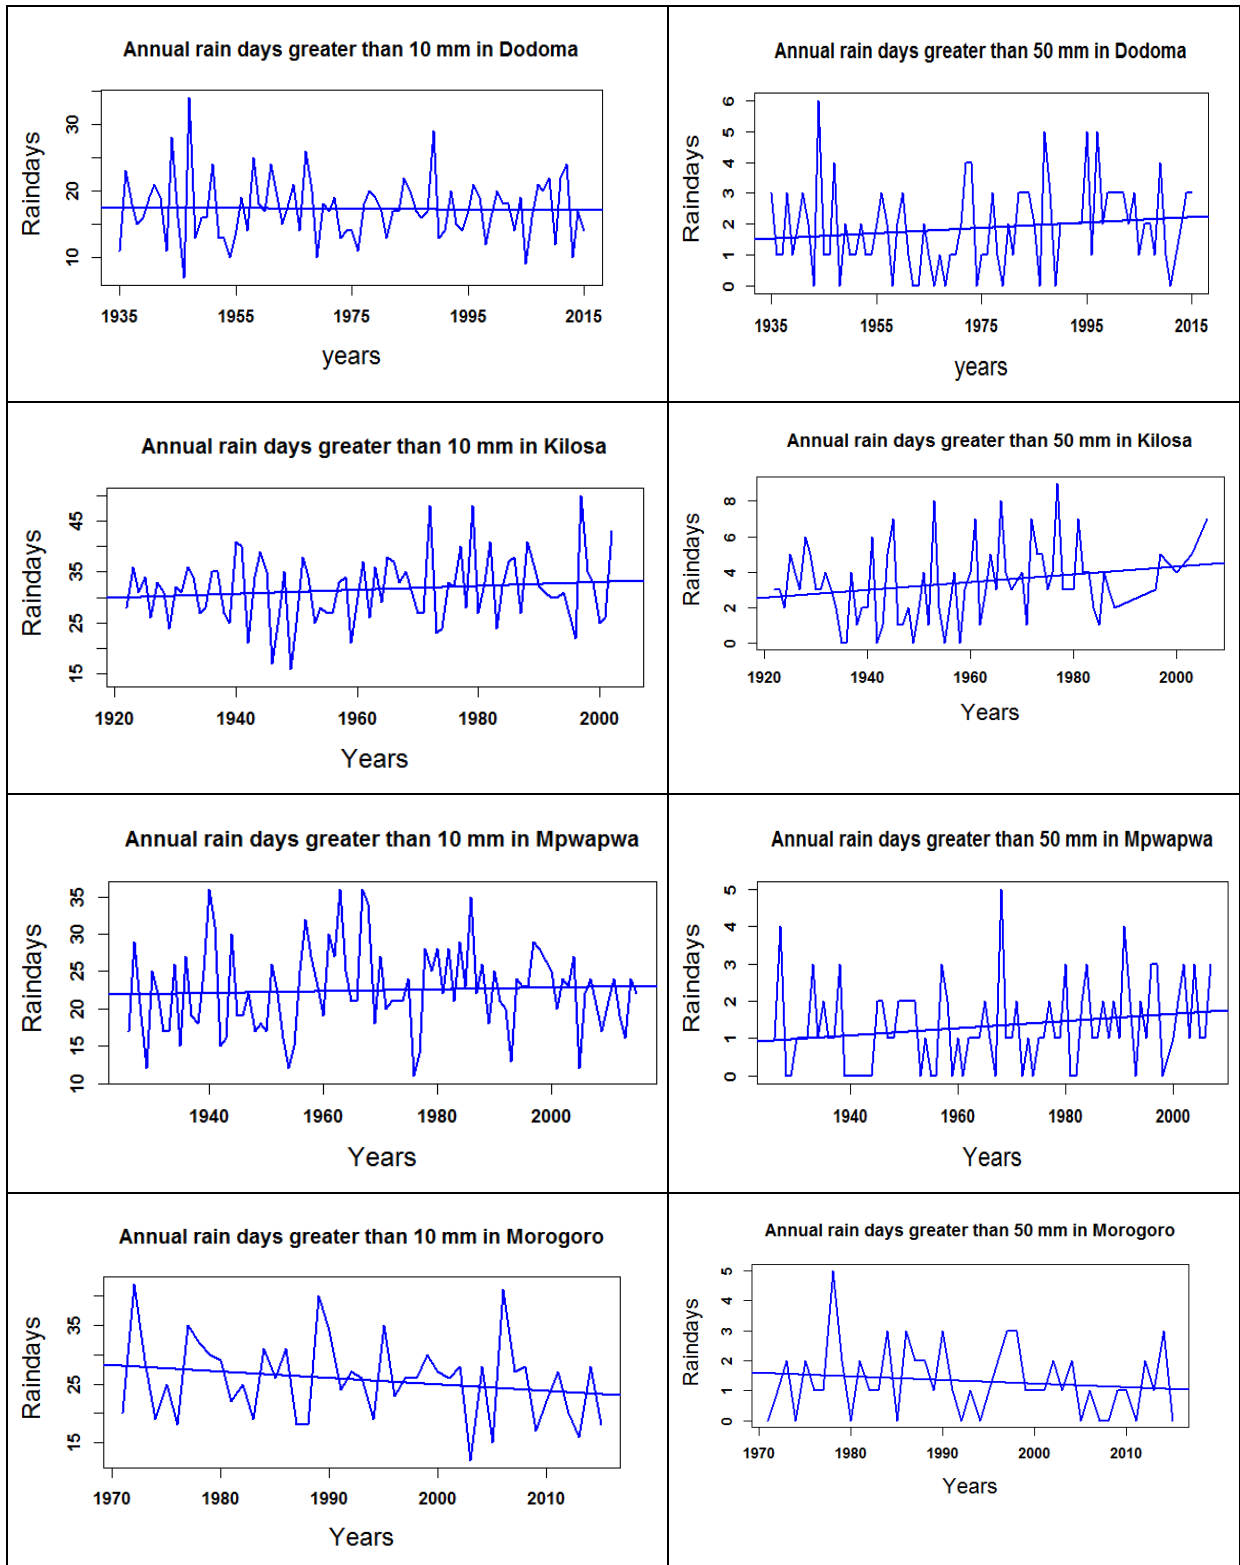 Annual rain days greater than 10 mm in Dodoma
Raindays
30
20
10
1935 1955 1975 1995 2015
years
Annual rain days greater than 50 mm in Dodoma
Raindays
6
5
4
3
2
1
0
1935 1955 1975 1995 2015
years
Annual rain days greater than 10 mm in Kilosa
Raindays
45
35
25
15
1920 1940 1960 1980 2000
Years
Annual rain days greater than 50 mm in Kilosa
Raindays
8
6
4
2
0
1920 1940 1960 1980 2000
Years
Annual rain days greater than 10 mm in Mpwapwa
Raindays
35
30
25
20
15
10
1940 1960 1980 2000
Years
Annual rain days greater than 50 mm in Mpwapwa
Raindays
5
4
3
2
1
0
1940 1960 1980 2000
Years
Annual rain days greater than 10 mm in Morogoro
Raindays
35
25
15
1970 1980 1990 2000 2010
Years
Annual rain days greater than 50 mm in Morogoro
Raindays
5
4
3
2
1
0
1970 1980 1990 2000 2010
Years